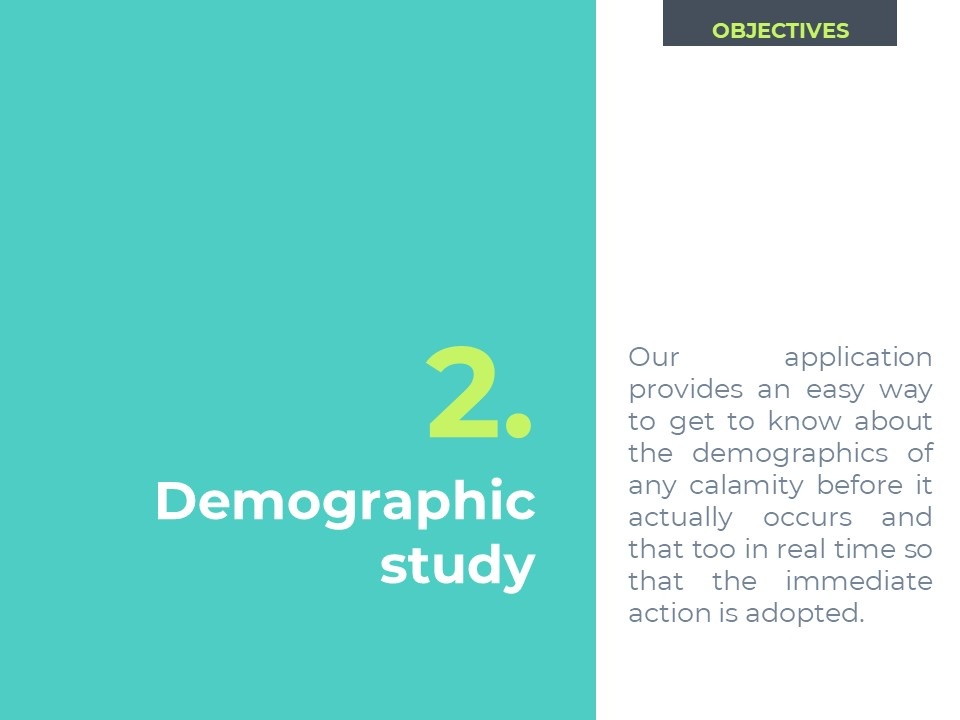 OBJECTIVES
2.
Demographic
study
Our application
provides an easy way
to get to know about
the demographics of
any calamity before it
actually occurs and
that too in real time so
that the immediate
action is adopted.